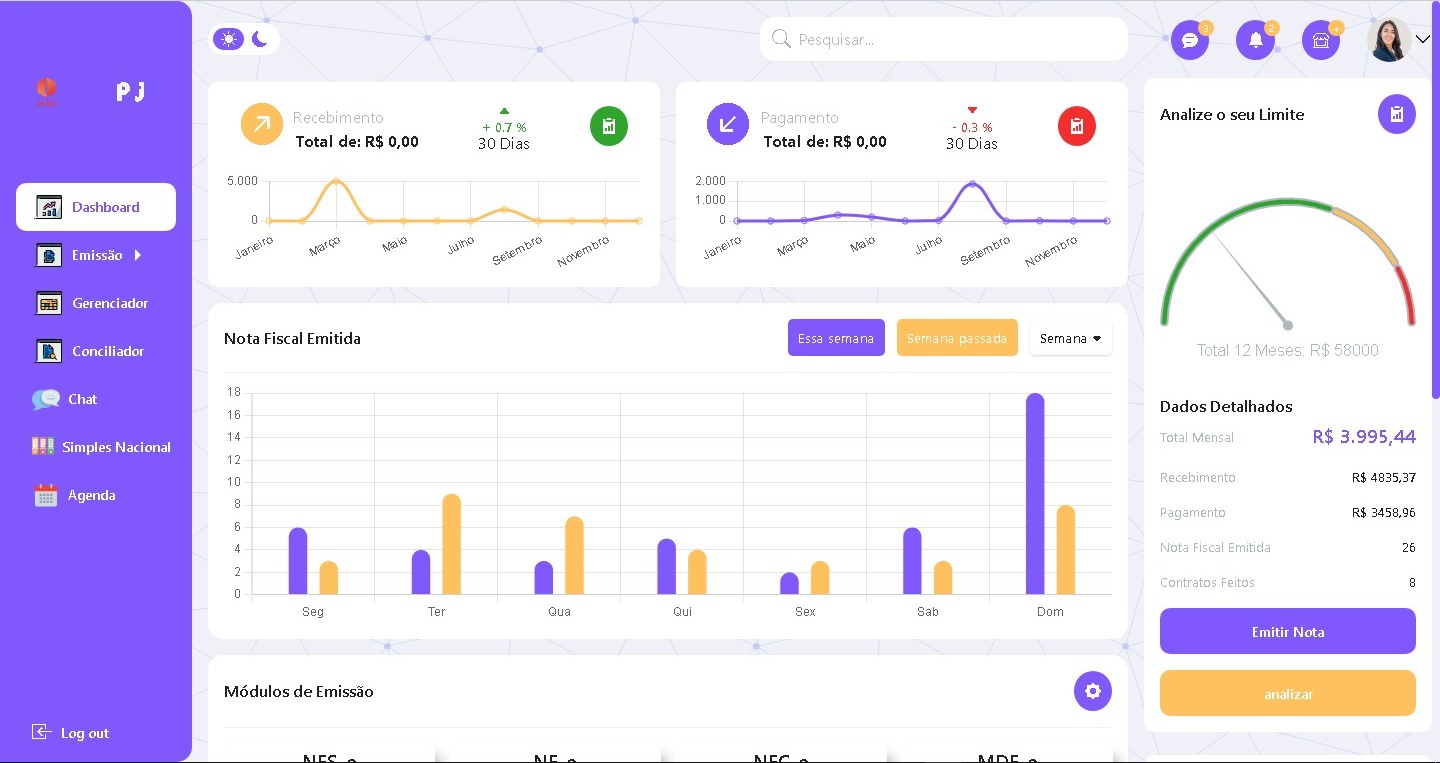 PJ
Dashboard
Emissão
Gerenciador
Conciliador
Chat
Simples Nacional
Agenda
Log out
Pesquisar...
3
2
+
Recebimento
Total de: R$ 0,00
+ 0.7 %
30 Dias
5.000
0
Janeiro
Março
Maio
Julho
Setembro
Novembro
Pagamento
Total de: R$ 0,00
- 0.3 %
30 Dias
2.000
1.000
0
Janeiro
Março
Maio
Julho
Setembro
Novembro
Nota Fiscal Emitida
Essa semana
Semana passada
Semana
18
16
14
12
10
8
6
4
2
0
Seg Ter Qua Qui Sex Sab Dom
Módulos de Emissão
Analize o seu Limite
Total 12 Meses: R$ 58000
Dados Detalhados
Total Mensal R$ 3.995,44
Recebimento R$ 4835,37
Pagamento R$ 3458,96
Nota Fiscal Emitida 26
Contratos Feitos 8
Emitir Nota
analizar